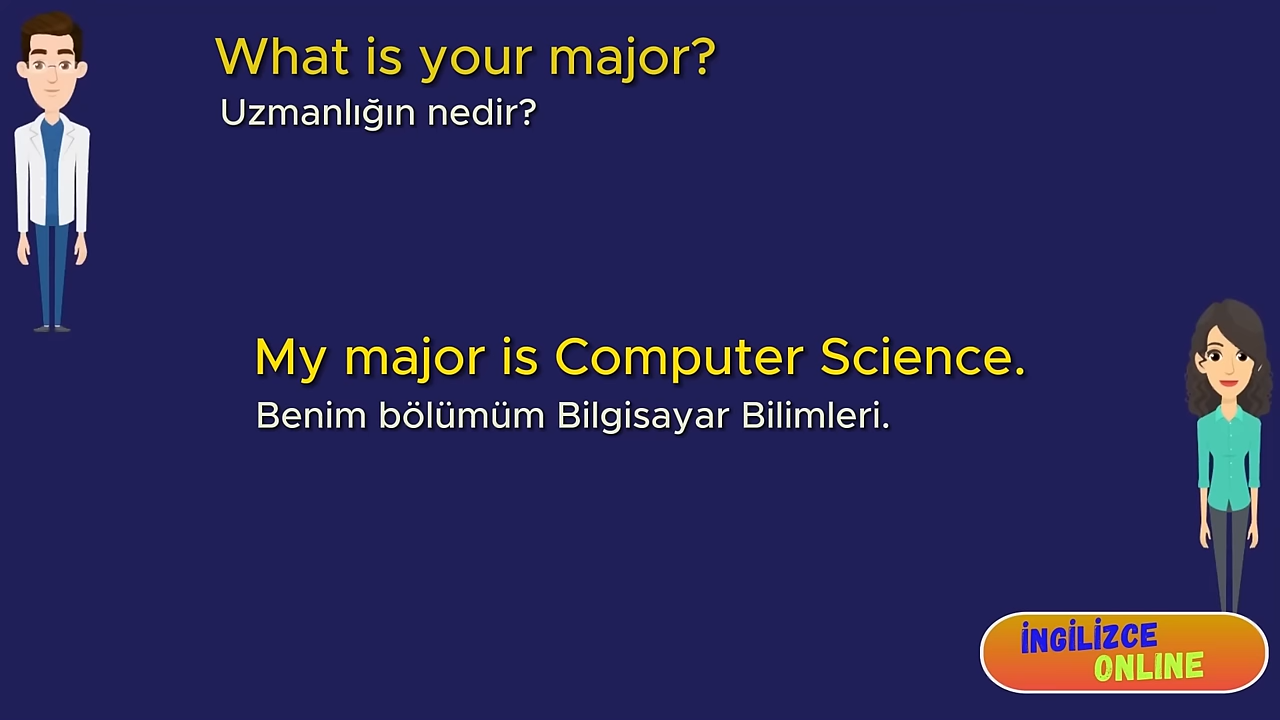 What is your major?
Uzmanlığın nedir?
My major is Computer Science.
Benim bölümüm Bilgisayar Bilimleri.
İNGİLİZCE
ONLINE